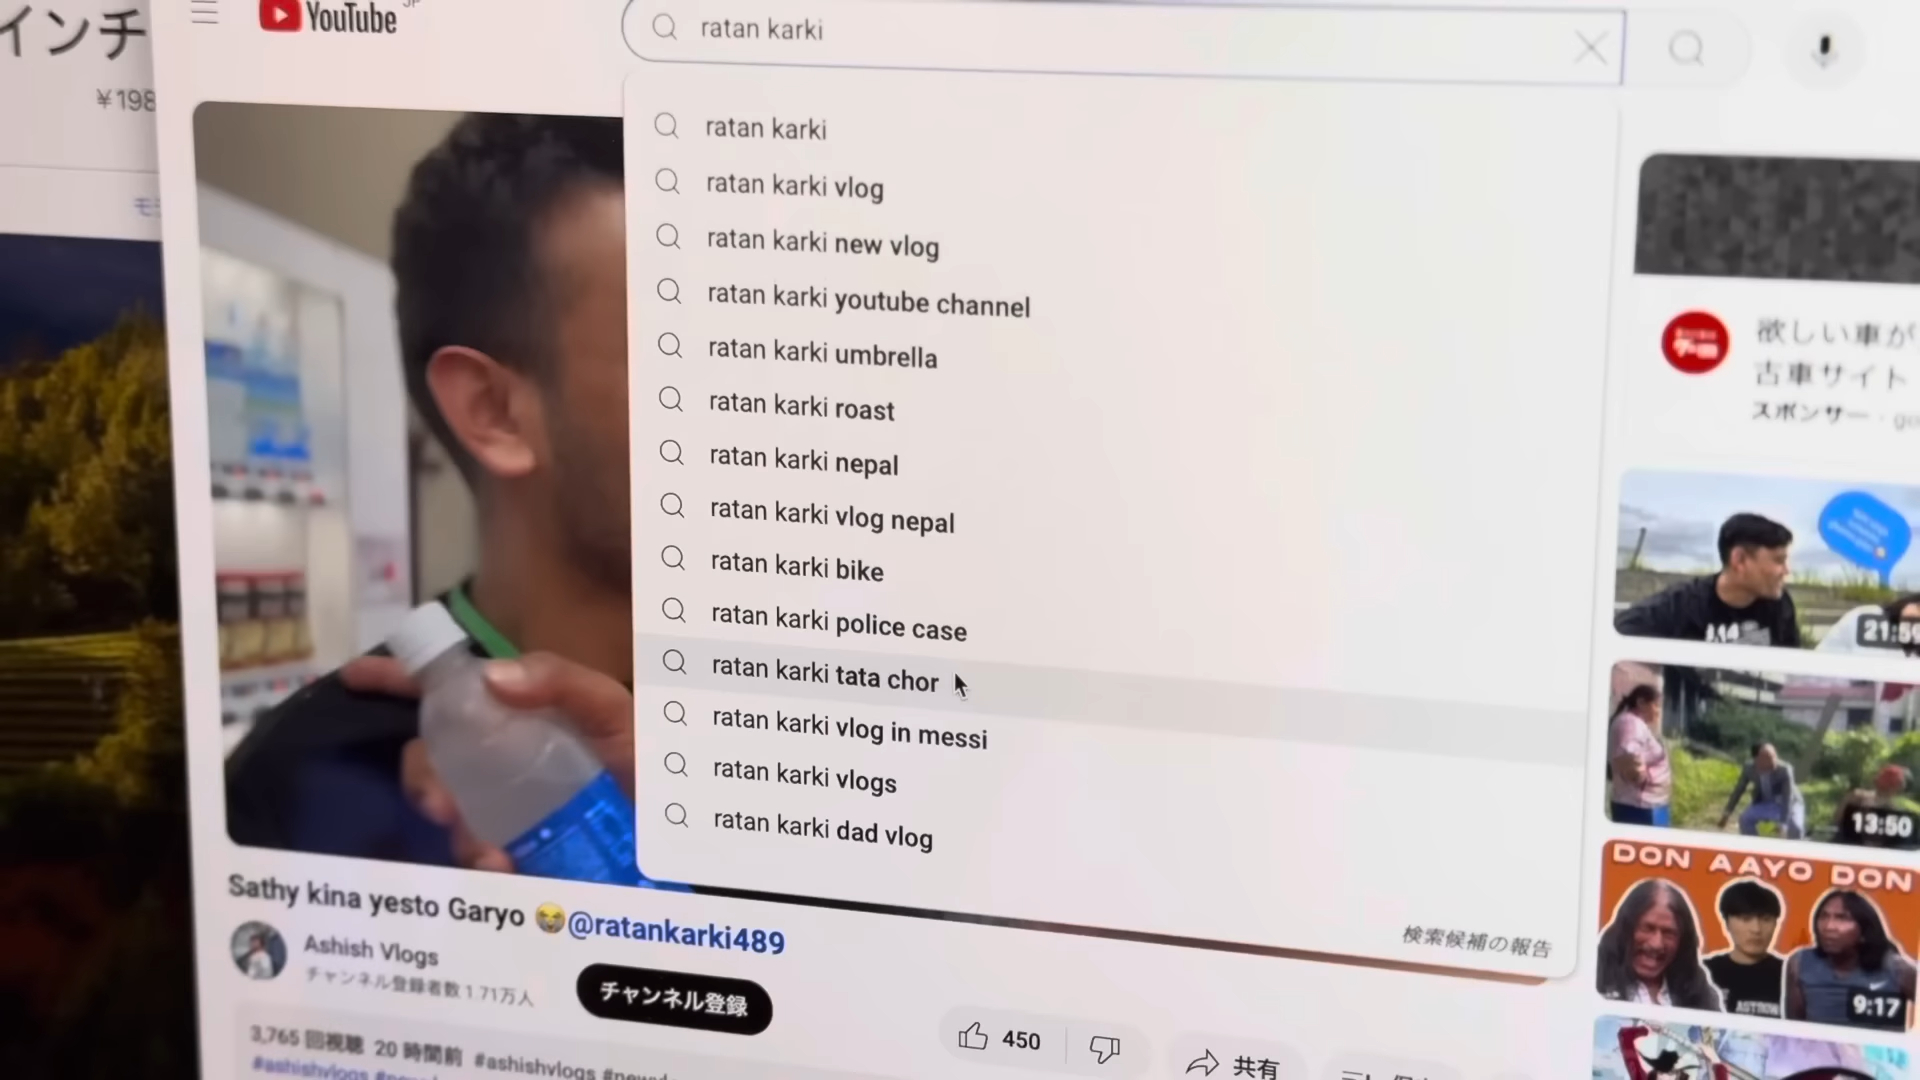 インチ
¥198
YouTube JP
ratan karki
ratan karki
ratan karki vlog
ratan karki new vlog
ratan karki youtube channel
ratan karki umbrella
ratan karki roast
ratan karki nepal
ratan karki vlog nepal
ratan karki bike
ratan karki police case
ratan karki tata chor
ratan karki vlog in messi
ratan karki vlogs
ratan karki dad vlog
検索候補の報告
Sathy kina yesto Garyo 😭@ratankarki489
Ashish Vlogs
チャンネル登録者数 1.71万人
チャンネル登録
450
共有
3,765 回視聴 20 時間前 #ashishvlogs
#ashishvlogs
欲しい車が
古車サイト
スポンサー
21:59
13:50
DON AAYO DON
9:17